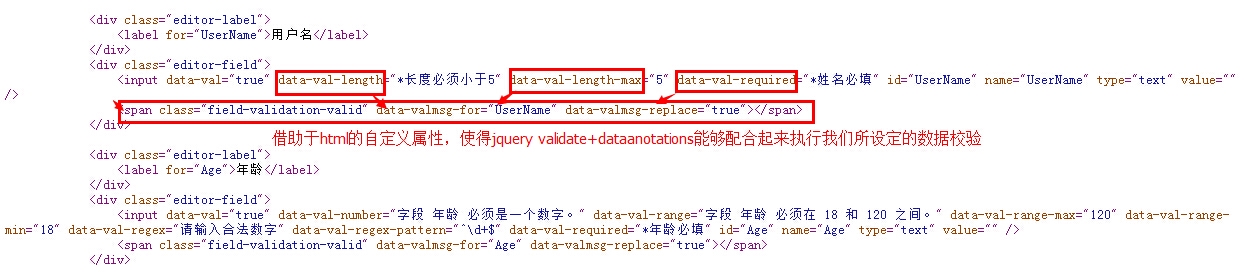 <div class="editor-label">
<label for="UserName">用户名</label>
</div>
<div class="editor-field">
<input data-val="true" data-val-length="*长度必须小于5" data-val-length-max="5" data-val-required="*姓名必填" id="UserName" name="UserName" type="text" value=""
/>
<span class="field-validation-valid" data-valmsg-for="UserName" data-valmsg-replace="true"></span>
</div>
借助于html的自定义属性，使得jquery validate+dataanotations能够配合起来执行我们所设定的数据校验
<div class="editor-label">
<label for="Age">年龄</label>
</div>
<div class="editor-field">
<input data-val="true" data-val-number="字段 年龄 必须是一个数字。" data-val-range="字段 年龄 必须在 18 和 120 之间。" data-val-range-max="120" data-val-range-
min="18" data-val-regex="请输入合法数字" data-val-regex-pattern="^\d+$" data-val-required="*年龄必填" id="Age" name="Age" type="text" value="" />
<span class="field-validation-valid" data-valmsg-for="Age" data-valmsg-replace="true"></span>
</div>